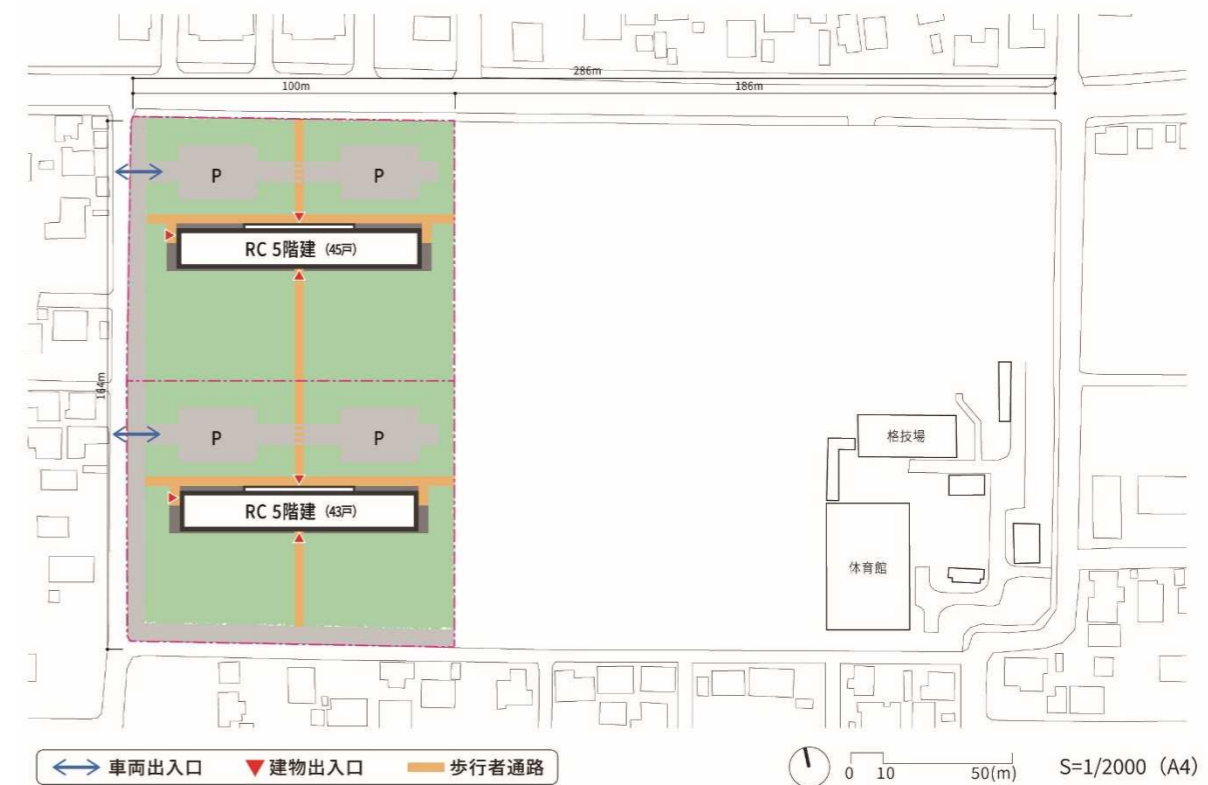 286m
100m
186m
P
P
RC 5階建（45戸）
164m
P
P
RC 5階建（43戸）
格技場
体育館
車両出入口
建物出入口
歩行者通路
0 10 50(m)
S=1/2000（A4）